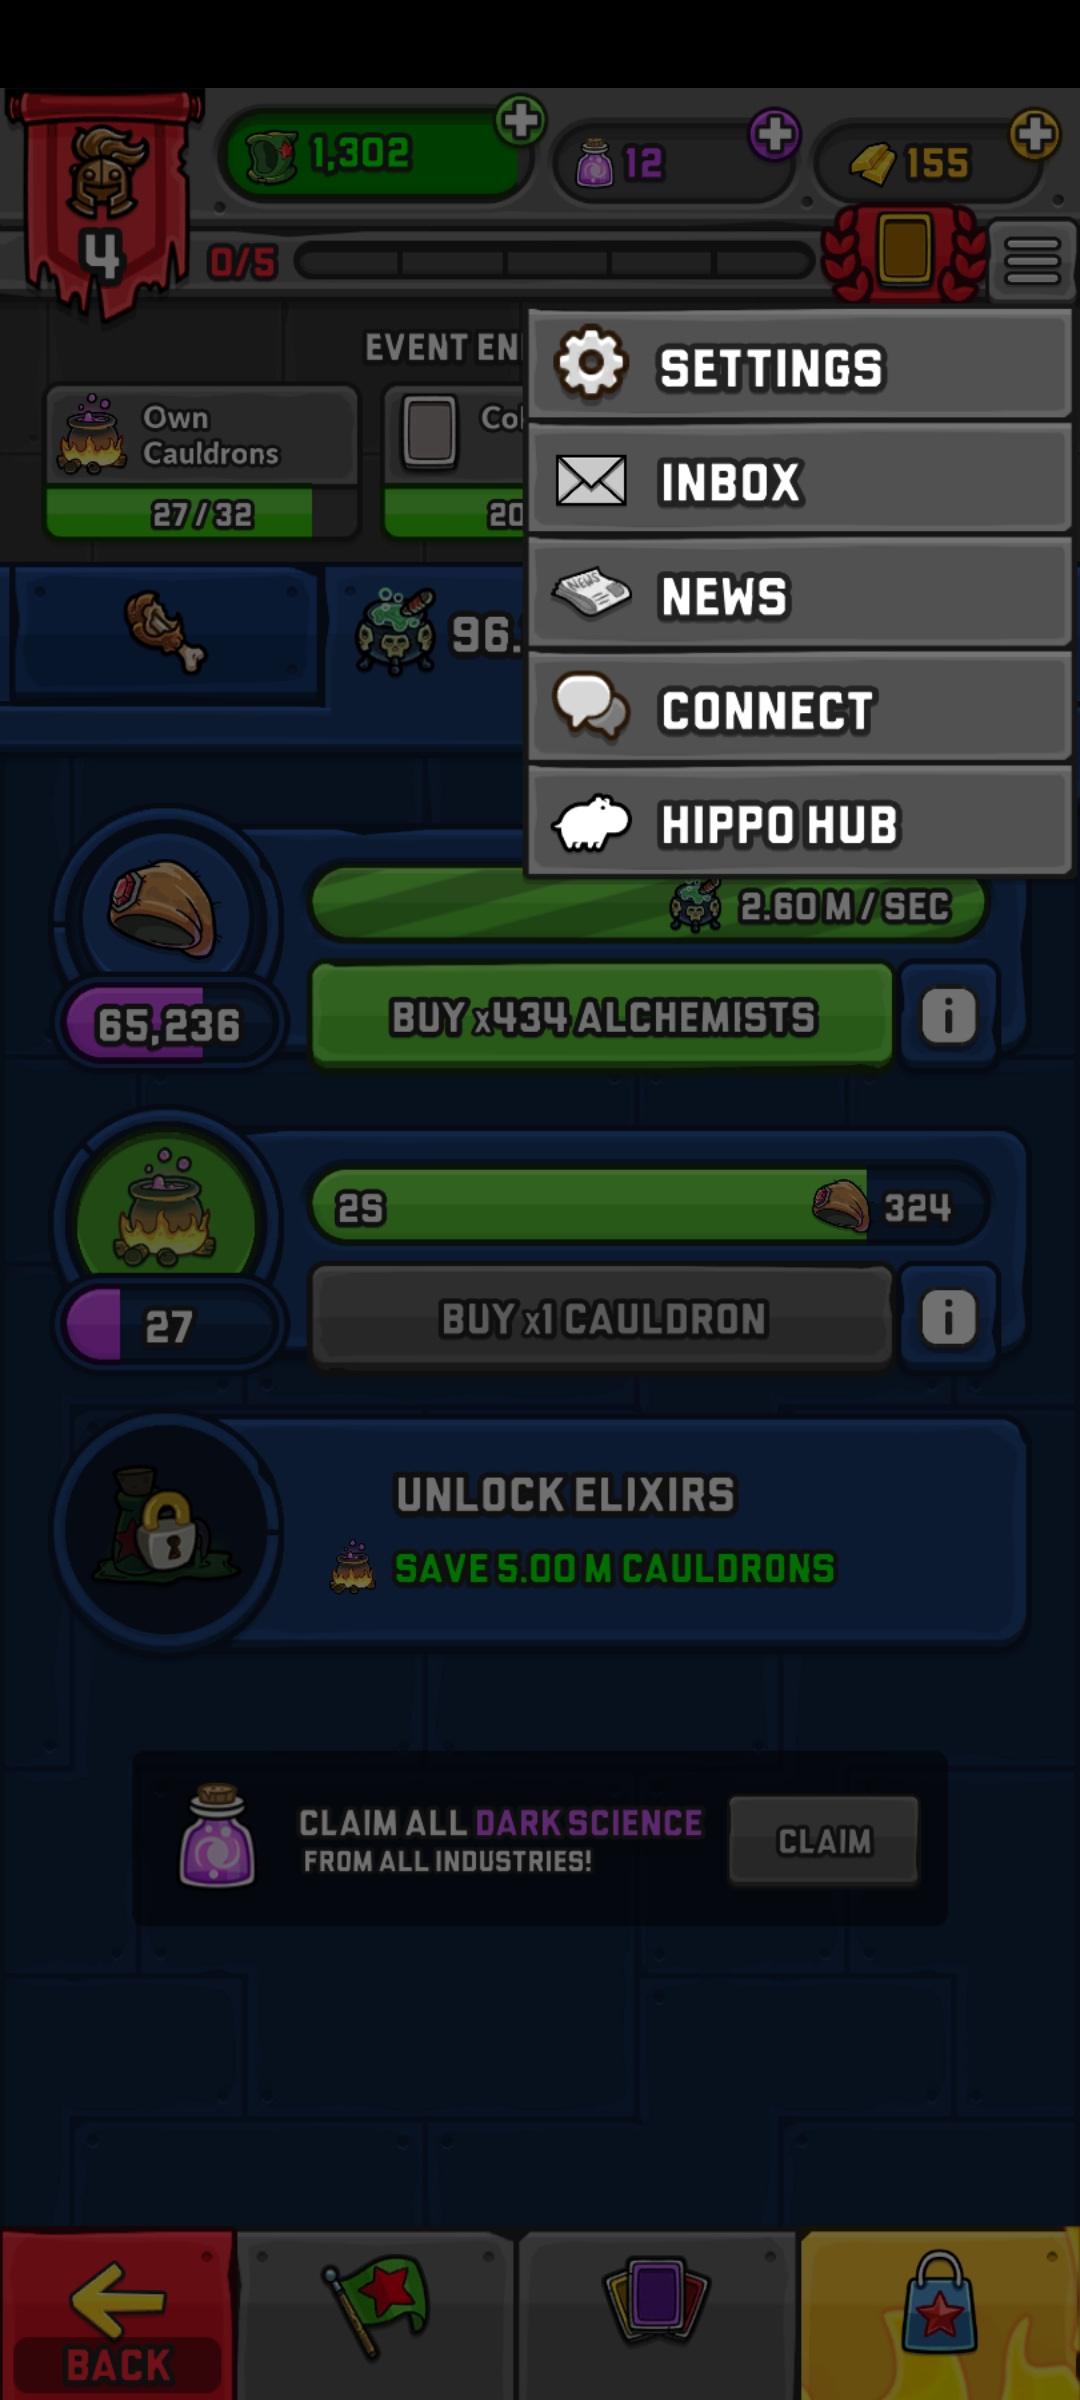 1,302
12
155
4
0/5
EVENT EN
SETTINGS
Own
Cauldrons
Col
27/32
20
INBOX
NEWS
96.
CONNECT
HIPPO HUB
2.60 M / SEC
65,236
BUY x434 ALCHEMISTS
i
2S
324
27
BUY x1 CAULDRON
i
UNLOCK ELIXIRS
SAVE 5.00 M CAULDRONS
CLAIM ALL DARK SCIENCE
FROM ALL INDUSTRIES!
CLAIM
BACK